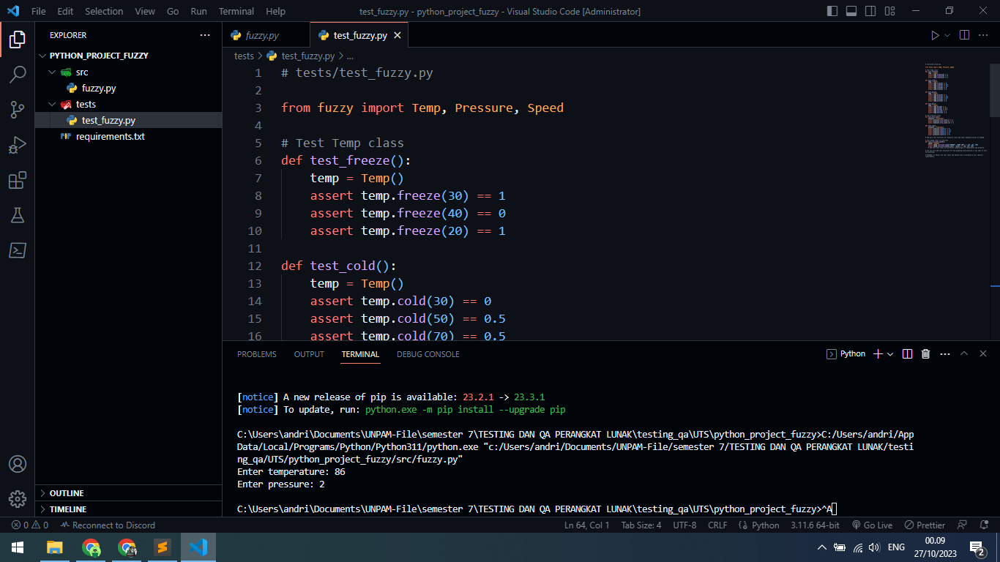 File Edit Selection View Go Run Terminal Help test_fuzzy.py - python_project_fuzzy - Visual Studio Code [Administrator]
EXPLORER
PYTHON_PROJECT_FUZZY
src
fuzzy.py
tests
test_fuzzy.py
requirements.txt
OUTLINE
TIMELINE
fuzzy.py test_fuzzy.py
tests > test_fuzzy.py > ...
1 # tests/test_fuzzy.py
2
3 from fuzzy import Temp, Pressure, Speed
4
5 # Test Temp class
6 def test_freeze():
7 temp = Temp()
8 assert temp.freeze(30) == 1
9 assert temp.freeze(40) == 0
10 assert temp.freeze(20) == 1
11
12 def test_cold():
13 temp = Temp()
14 assert temp.cold(30) == 0
15 assert temp.cold(50) == 0.5
16 assert temp.cold(70) == 0.5
PROBLEMS OUTPUT TERMINAL DEBUG CONSOLE Python
[notice] A new release of pip is available: 23.2.1 -> 23.3.1
[notice] To update, run: python.exe -m pip install --upgrade pip
C:\Users\andri\Documents\UNPAM-File\semester 7\TESTING DAN QA PERANGKAT LUNAK\testing_qa\UTS\python_project_fuzzy>C:/Users/andri/App
Data/Local/Programs/Python/Python311/python.exe "c:/Users/andri/Documents/UNPAM-File/semester 7/TESTING DAN QA PERANGKAT LUNAK/testi
ng_qa/UTS/python_project_fuzzy/src/fuzzy.py"
Enter temperature: 86
Enter pressure: 2
C:\Users\andri\Documents\UNPAM-File\semester 7\TESTING DAN QA PERANGKAT LUNAK\testing_qa\UTS\python_project_fuzzy>^A
0 0 Reconnect to Discord Ln 64, Col 1 Tab Size: 4 UTF-8 CRLF Python 3.11.6 64-bit Go Live Prettier
ENG 00.09
27/10/2023
2